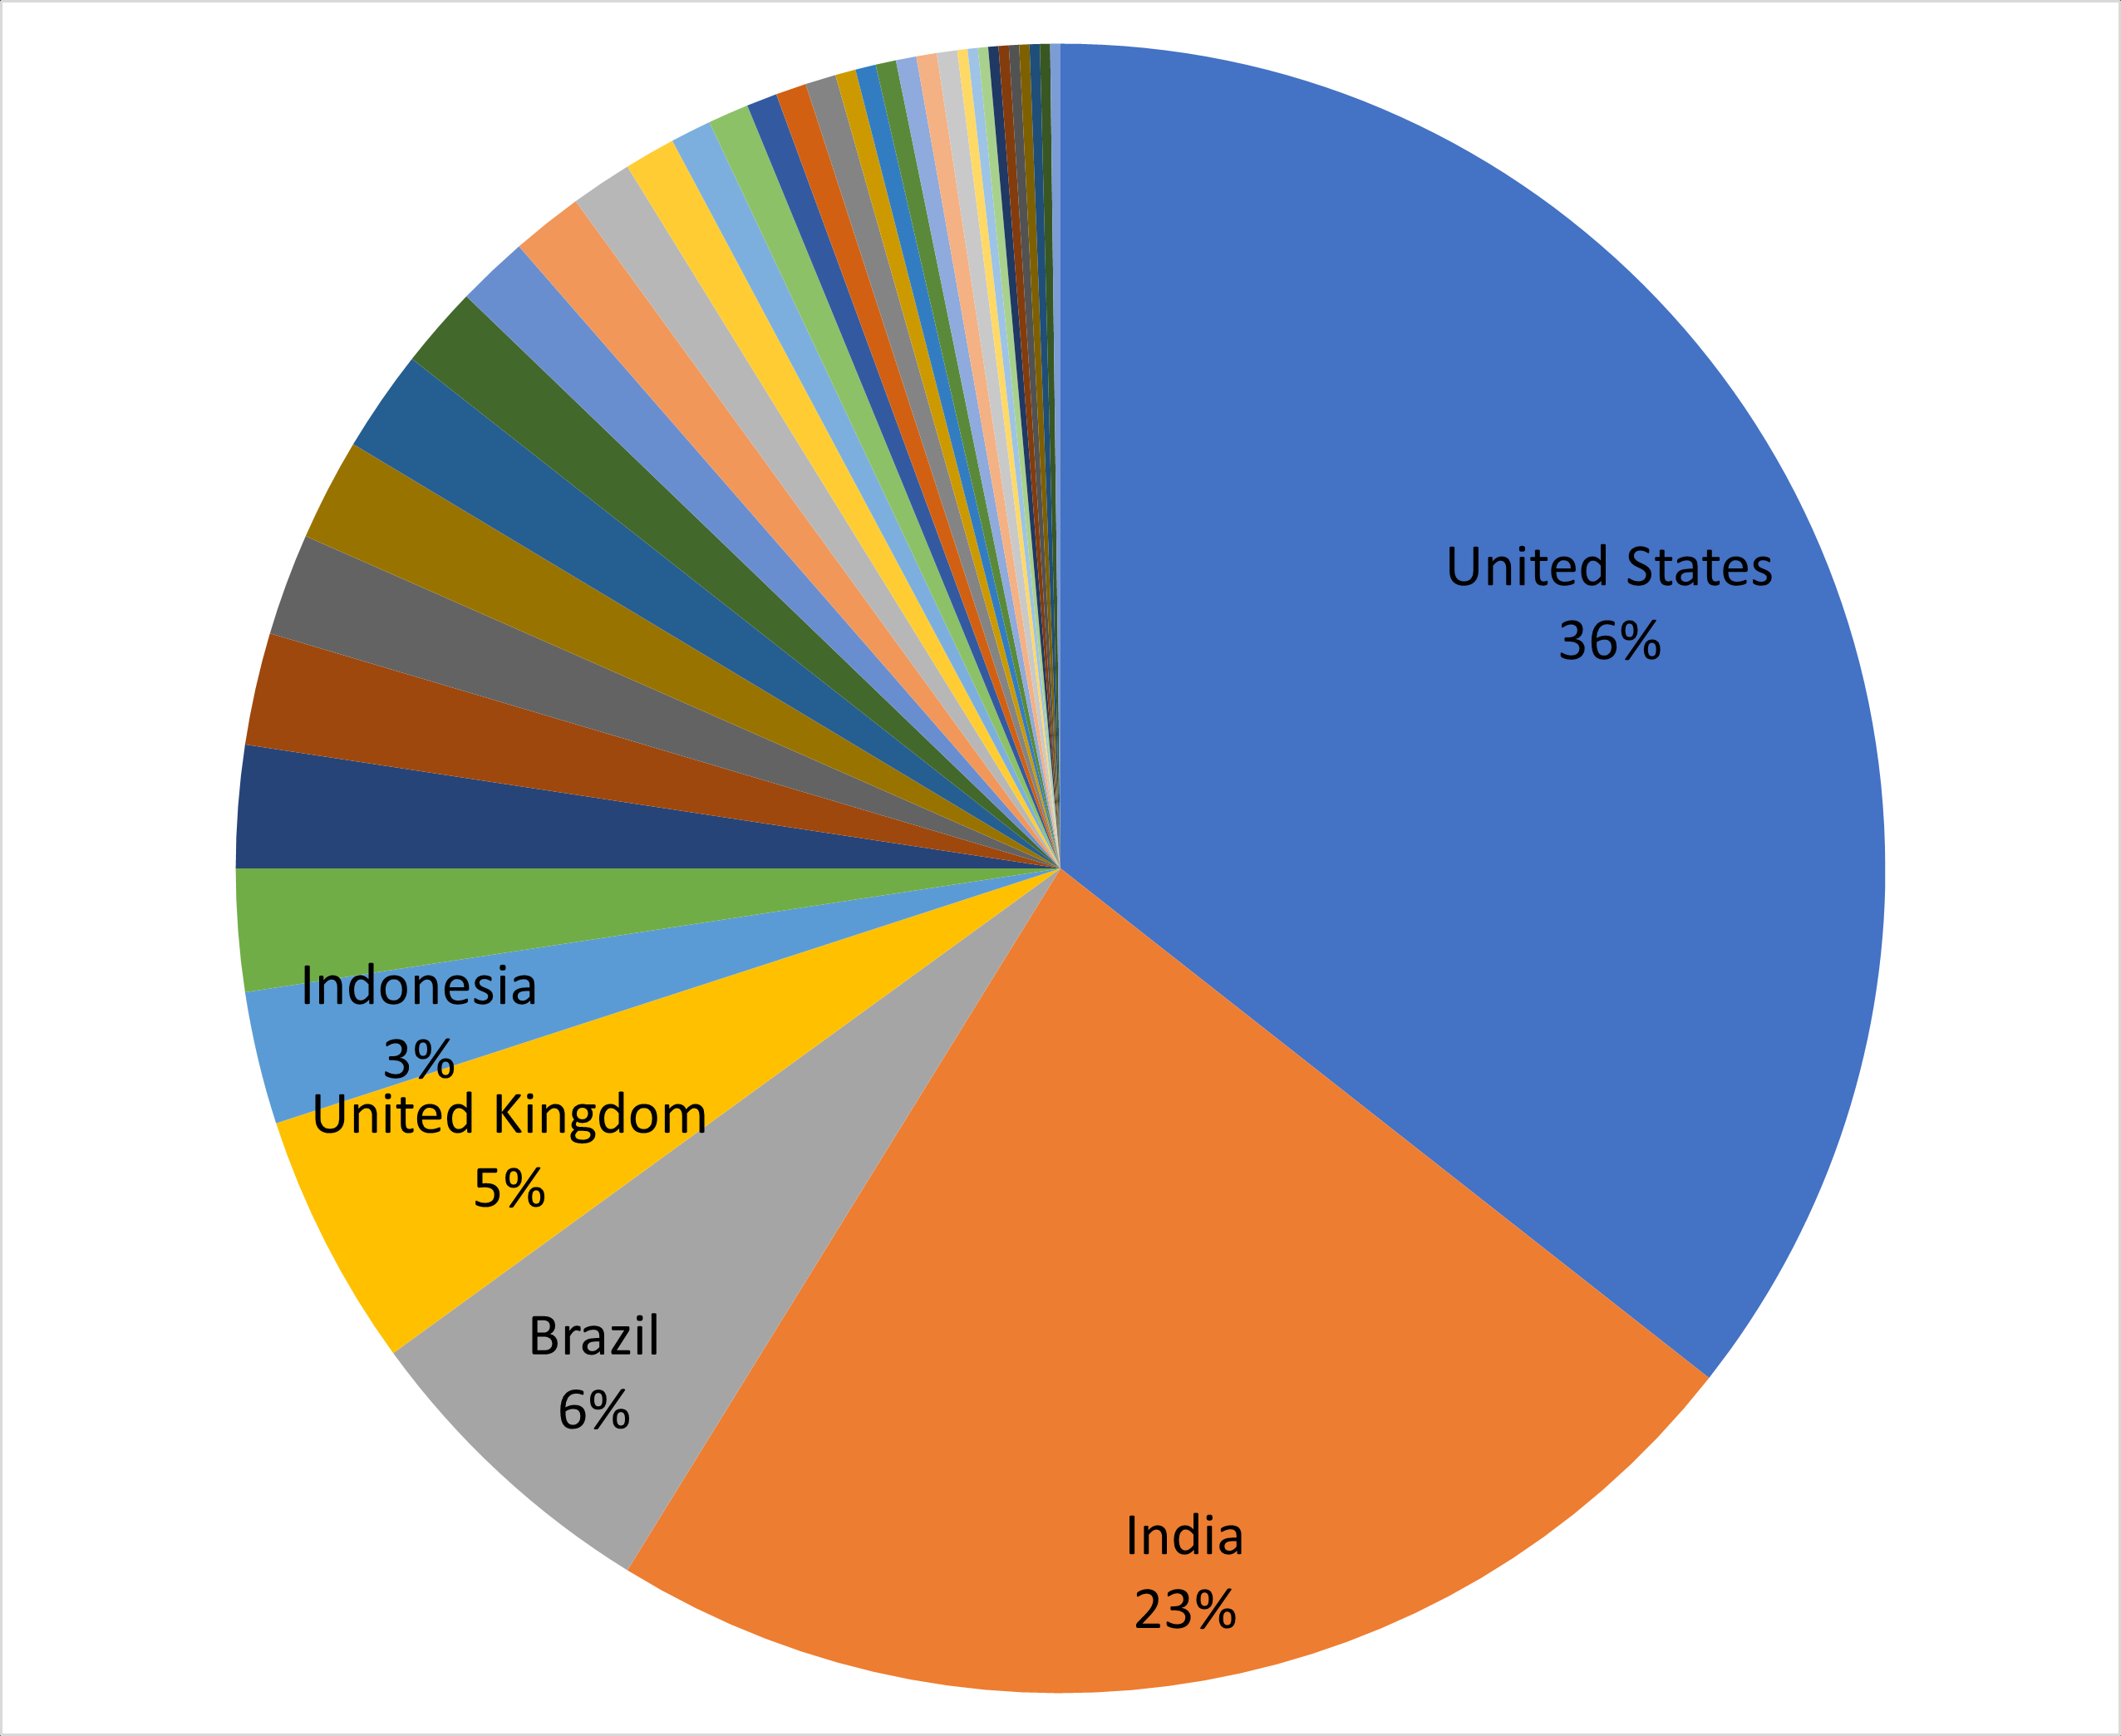 United States
36%
Indonesia
3%
United Kingdom
5%
Brazil
6%
India
23%